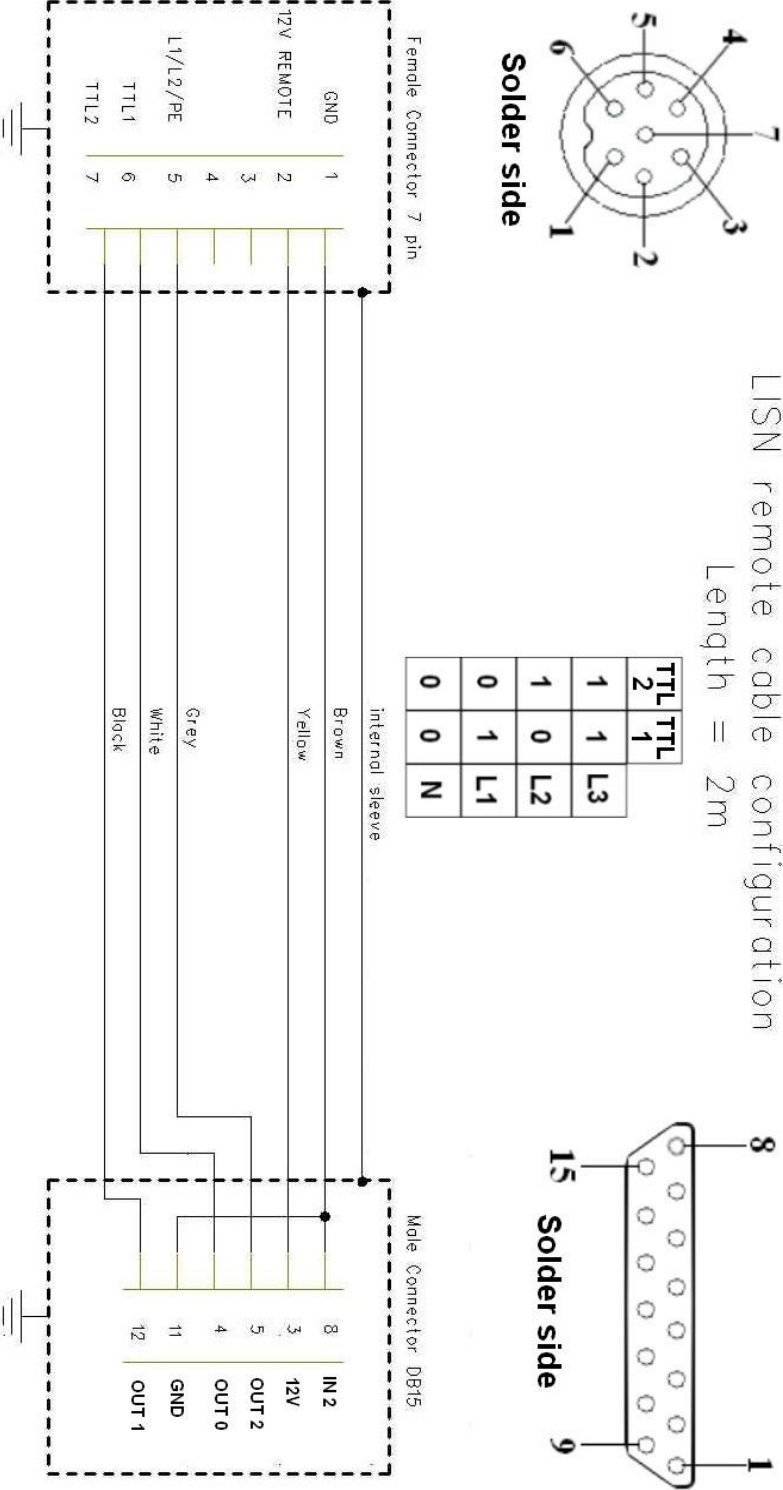 LISN remote cable configuration
Length = 2m
5
4
7
6
3
1
2
Solder side
8
1
15
9
Solder side
TTL 2 TTL 1
1 1 L3
1 0 L2
0 1 L1
0 0 N
Female Connector 7 pin
Male Connector DB15
internal sleeve
GND 1 Brown 8 IN 2
12V REMOTE 2 Yellow 3 12V
3
4
L1/L2/PE 5 Grey 5 OUT 2
TTL1 6 White 4 OUT 0
11 GND
TTL2 7 Black 12 OUT 1